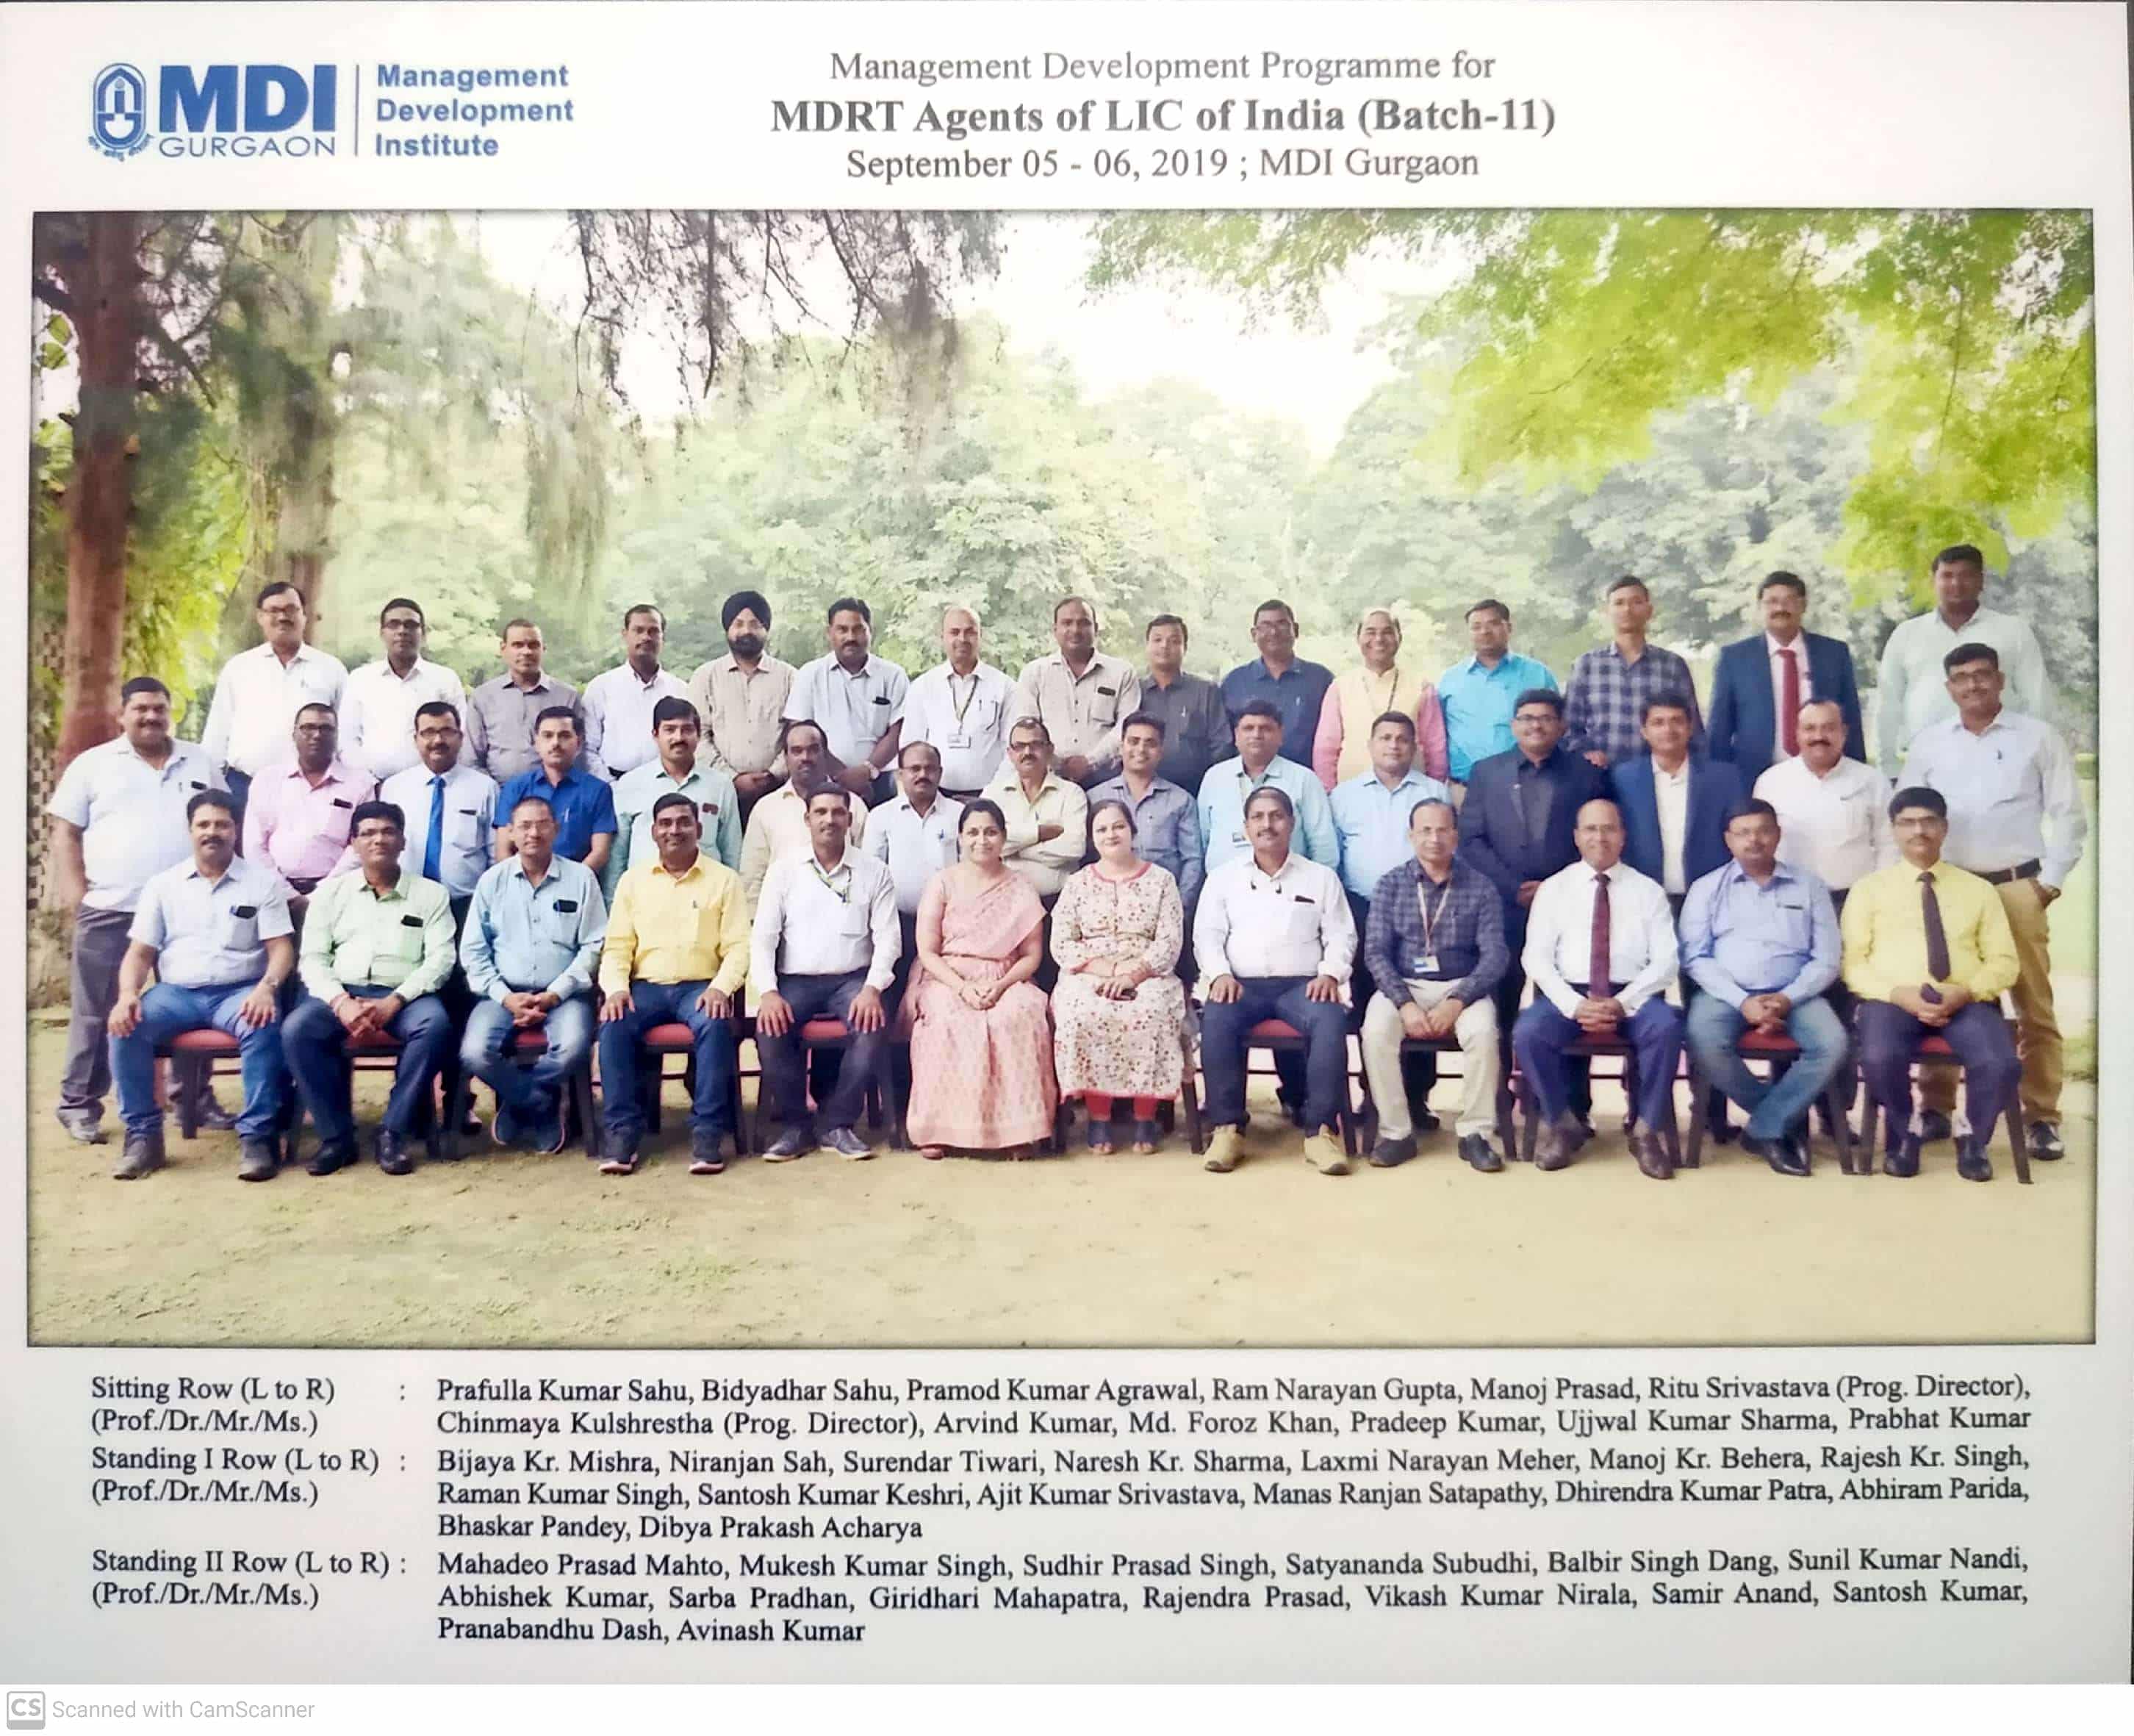 MDI
GURGAON
Management
Development
Institute
Management Development Programme for
MDRT Agents of LIC of India (Batch-11)
September 05 - 06, 2019 ; MDI Gurgaon
Sitting Row (L to R) : Prafulla Kumar Sahu, Bidyadhar Sahu, Pramod Kumar Agrawal, Ram Narayan Gupta, Manoj Prasad, Ritu Srivastava (Prog. Director),
(Prof./Dr./Mr./Ms.) Chinmaya Kulshrestha (Prog. Director), Arvind Kumar, Md. Foroz Khan, Pradeep Kumar, Ujjwal Kumar Sharma, Prabhat Kumar
Standing I Row (L to R) : Bijaya Kr. Mishra, Niranjan Sah, Surendar Tiwari, Naresh Kr. Sharma, Laxmi Narayan Meher, Manoj Kr. Behera, Rajesh Kr. Singh,
(Prof./Dr./Mr./Ms.) Raman Kumar Singh, Santosh Kumar Keshri, Ajit Kumar Srivastava, Manas Ranjan Satapathy, Dhirendra Kumar Patra, Abhiram Parida,
Bhaskar Pandey, Dibya Prakash Acharya
Standing II Row (L to R) : Mahadeo Prasad Mahto, Mukesh Kumar Singh, Sudhir Prasad Singh, Satyananda Subudhi, Balbir Singh Dang, Sunil Kumar Nandi,
(Prof./Dr./Mr./Ms.) Abhishek Kumar, Sarba Pradhan, Giridhari Mahapatra, Rajendra Prasad, Vikash Kumar Nirala, Samir Anand, Santosh Kumar,
Pranabandhu Dash, Avinash Kumar
CS Scanned with CamScanner